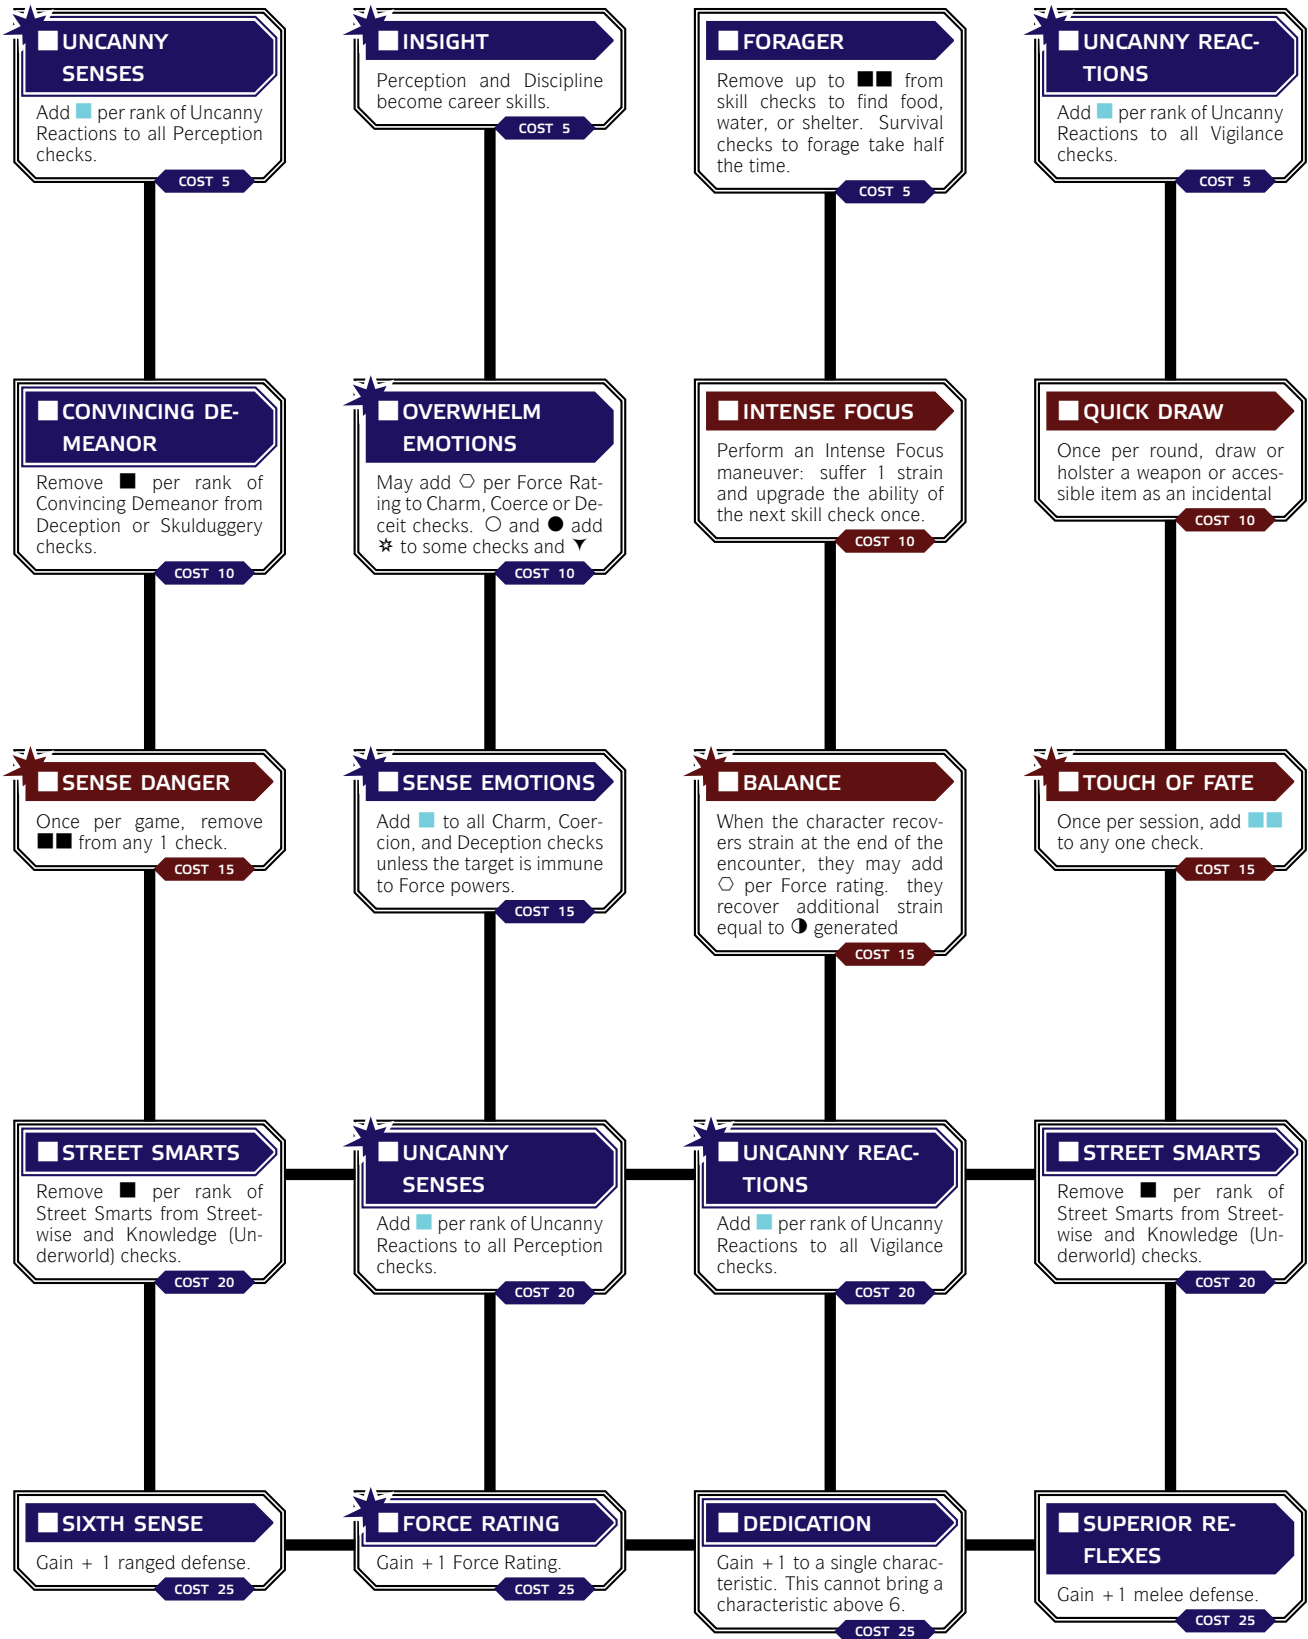 UNCANNY
SENSES
Add per rank of Uncanny
Reactions to all Perception
checks.
COST 5
INSIGHT
Perception and Discipline
become career skills.
COST 5
FORAGER
Remove up to ■■ from
skill checks to find food,
water, or shelter. Survival
checks to forage take half
the time.
COST 5
UNCANNY REAC-
TIONS
Add per rank of Uncanny
Reactions to all Vigilance
checks.
COST 5
CONVINCING DE-
MEANOR
Remove ■ per rank of
Convincing Demeanor from
Deception or Skulduggery
checks.
COST 10
OVERWHELM
EMOTIONS
May add ⬡ per Force Rat-
ing to Charm, Coerce or De-
ceit checks. ○ and ● add
to some checks and
COST 10
INTENSE FOCUS
Perform an Intense Focus
maneuver: suffer 1 strain
and upgrade the ability of
the next skill check once.
COST 10
QUICK DRAW
Once per round, draw or
holster a weapon or acces-
sible item as an incidental
COST 10
SENSE DANGER
Once per game, remove
■■ from any 1 check.
COST 15
SENSE EMOTIONS
Add to all Charm, Coer-
cion, and Deception checks
unless the target is immune
to Force powers.
COST 15
BALANCE
When the character recov-
ers strain at the end of the
encounter, they may add
⬡ per Force rating. they
recover additional strain
equal to ◑ generated
COST 15
TOUCH OF FATE
Once per session, add
to any one check.
COST 15
STREET SMARTS
Remove ■ per rank of
Street Smarts from Street-
wise and Knowledge (Un-
derworld) checks.
COST 20
UNCANNY
SENSES
Add per rank of Uncanny
Reactions to all Perception
checks.
COST 20
UNCANNY REAC-
TIONS
Add per rank of Uncanny
Reactions to all Vigilance
checks.
COST 20
STREET SMARTS
Remove ■ per rank of
Street Smarts from Street-
wise and Knowledge (Un-
derworld) checks.
COST 20
SIXTH SENSE
Gain + 1 ranged defense.
COST 25
FORCE RATING
Gain +1 Force Rating.
COST 25
DEDICATION
Gain +1 to a single charac-
teristic. This cannot bring a
characteristic above 6.
COST 25
SUPERIOR RE-
FLEXES
Gain +1 melee defense.
COST 25